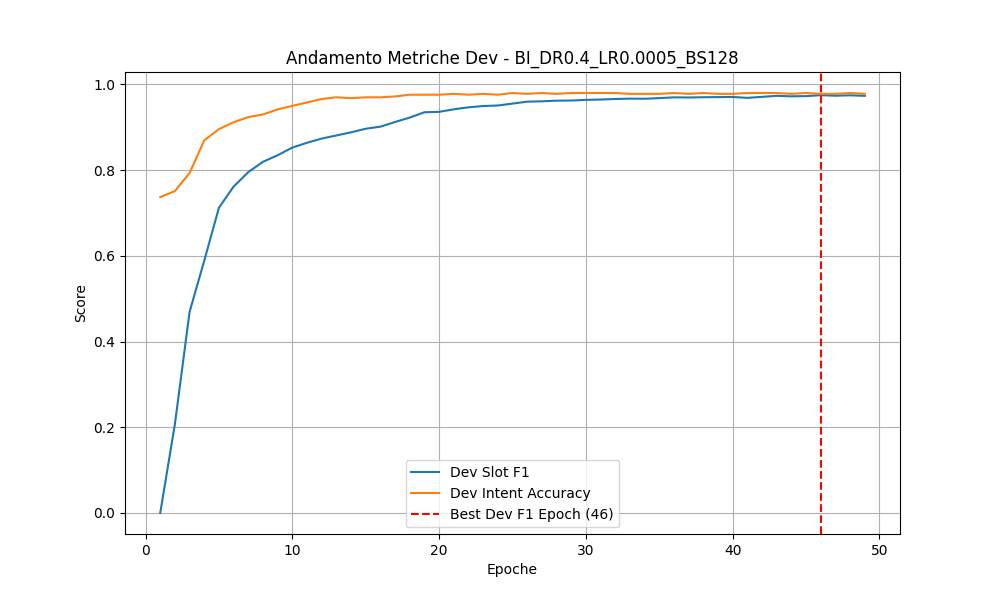 Andamento Metriche Dev - BI_DR0.4_LR0.0005_BS128
1.0
0.8
0.6
0.4
0.2
0.0
Score
Dev Slot F1
Dev Intent Accuracy
Best Dev F1 Epoch (46)
0 10 20 30 40 50
Epoche